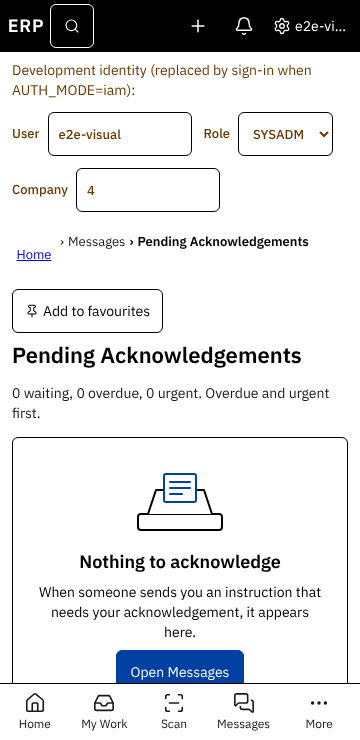 ERP
e2e-vi...
Development identity (replaced by sign-in when
AUTH_MODE=iam):
User
e2e-visual
Role
SYSADM
Company
4
Home
› Messages › Pending Acknowledgements
Add to favourites
Pending Acknowledgements
0 waiting, 0 overdue, 0 urgent. Overdue and urgent
first.
Nothing to acknowledge
When someone sends you an instruction that
needs your acknowledgement, it appears
here.
Open Messages
Home
My Work
Scan
Messages
More